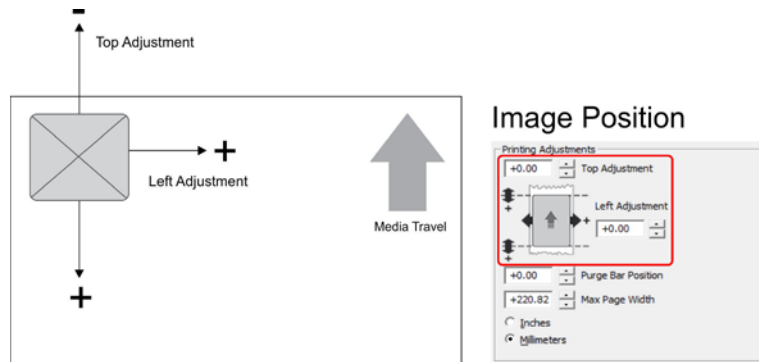 -
Top Adjustment
+
Left Adjustment
Media Travel
+
Image Position
Printing Adjustments
+0.00 Top Adjustment
+
Left Adjustment
+
+0.00
+
+0.00 Purge Bar Position
+220.82 Max Page Width
Inches
Millimeters